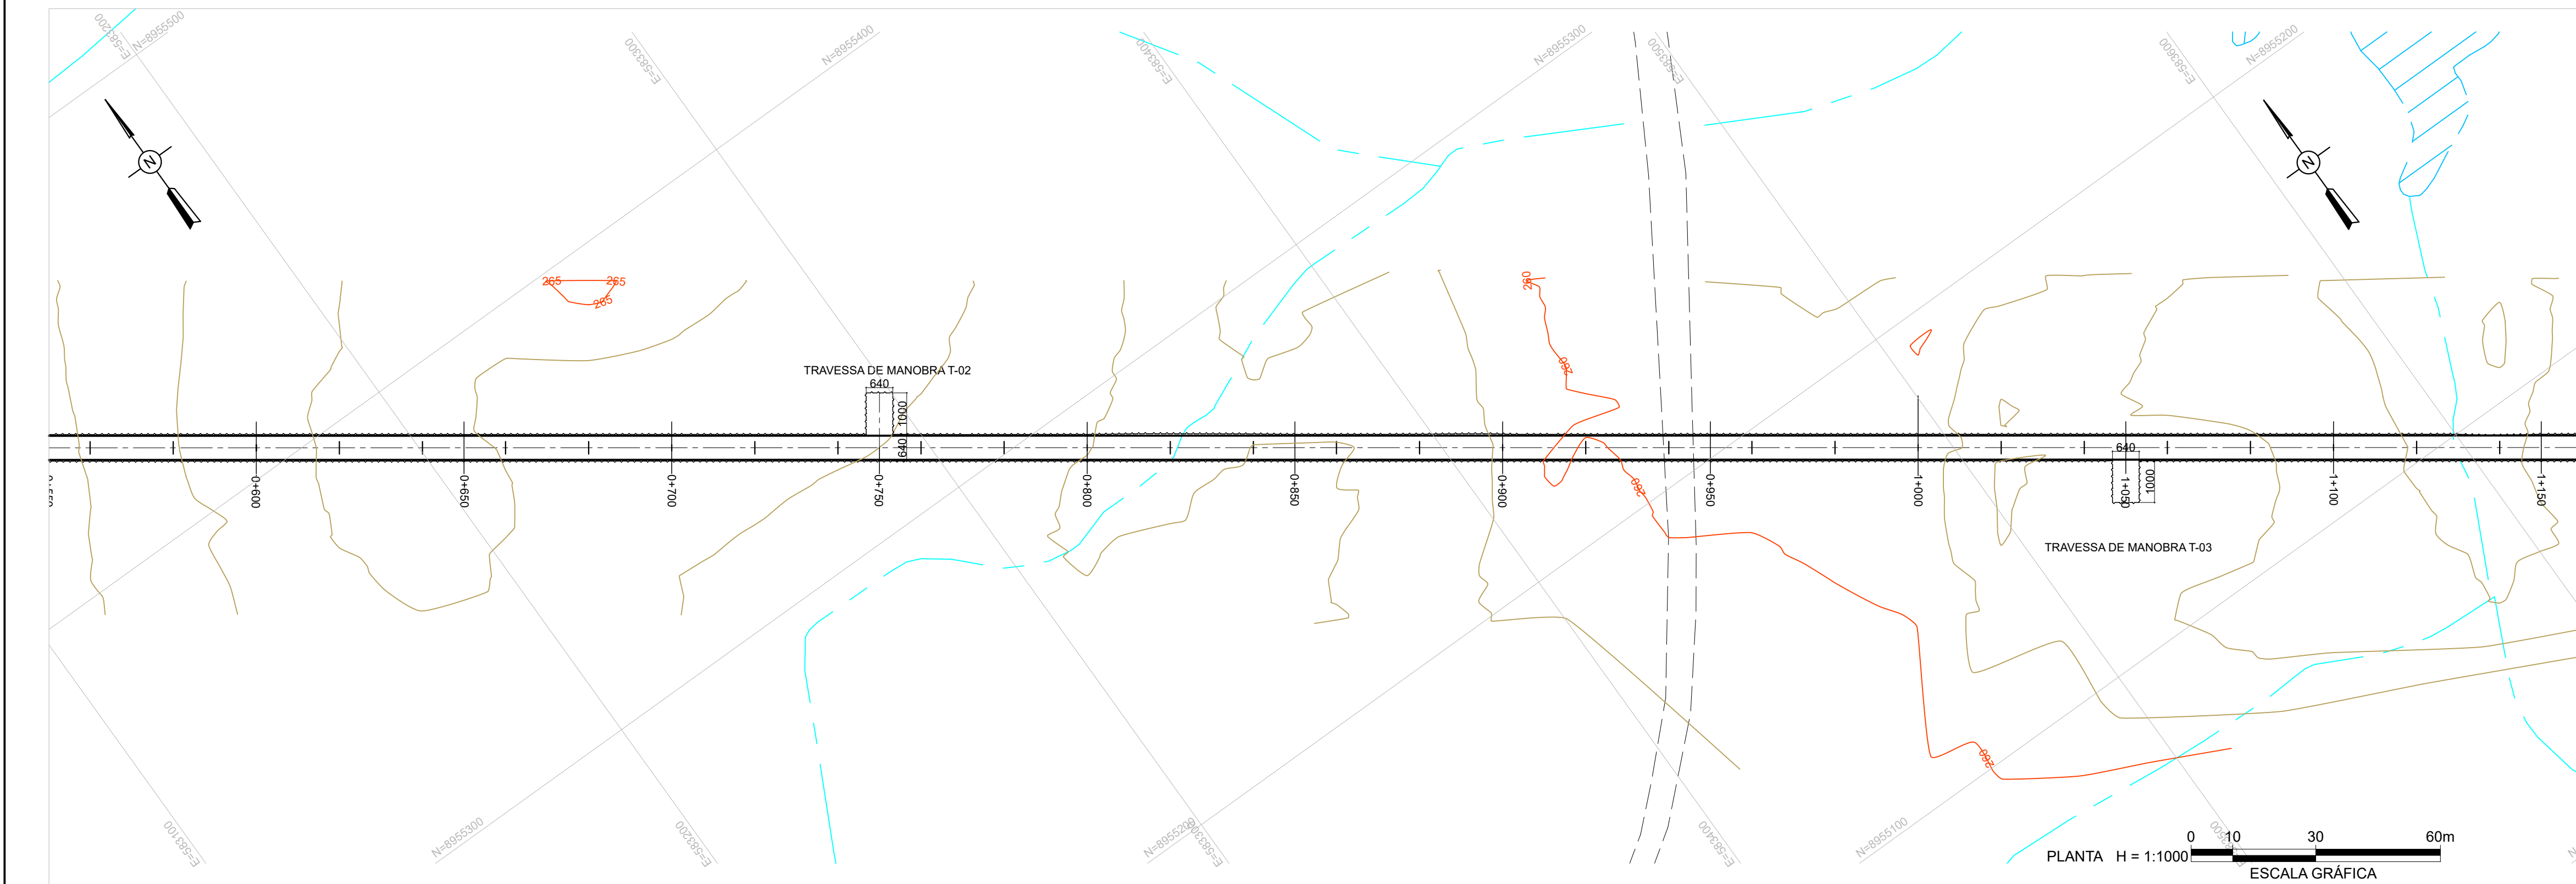 E=583200
N=8955500
E=583300
N=8955400
E=583400
N=8955300
E=583500
E=583600
N=8955200
N
N
265
265
265
260
260
TRAVESSA DE MANOBRA T-02
640
1000
640
640
1000
0+550
0+600
0+650
0+700
0+750
0+800
0+850
0+900
0+950
1+000
1+050
1+100
1+150
260
TRAVESSA DE MANOBRA T-03
260
E=583100
N=8955300
E=583200
N=8955200
E=583300
E=583400
N=8955100
0 10 30 60m
PLANTA H = 1:1000
ESCALA GRÁFICA